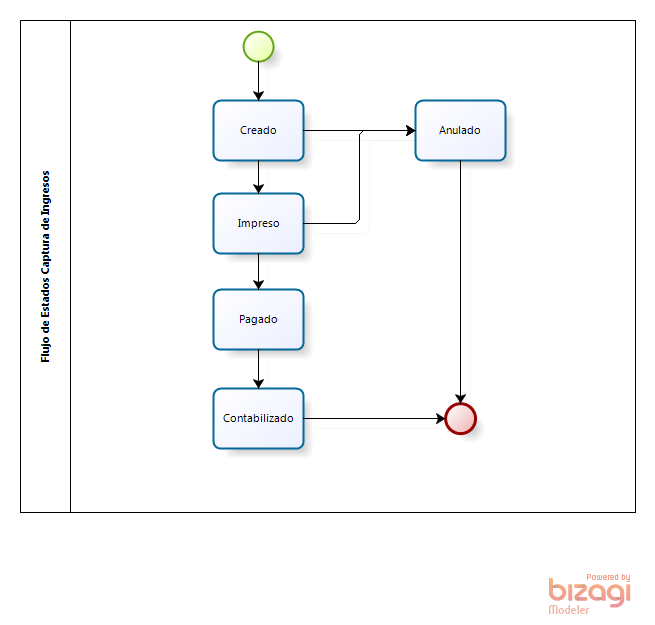 Flujo de Estados Captura de Ingresos
Creado
Anulado
Impreso
Pagado
Contabilizado
Powered by
bizagi
Modeler